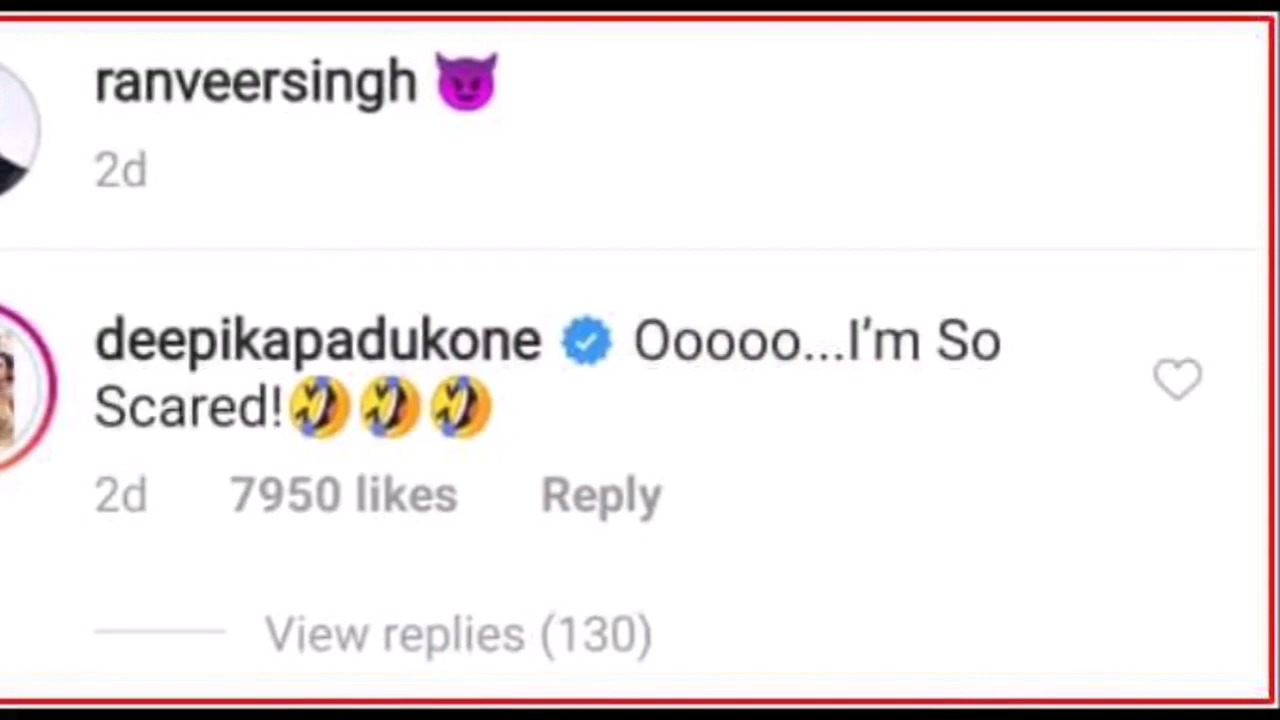 ranveersingh 😈
2d
deepikapadukone Ooooo...I'm So
Scared!🤣🤣🤣
2d 7950 likes Reply
View replies (130)